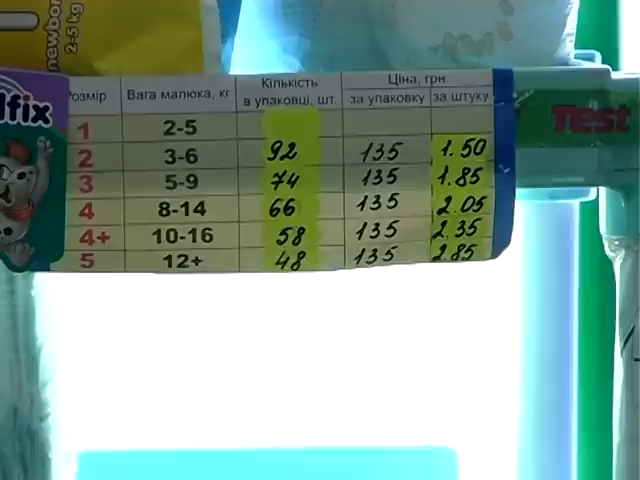 newborn
2-5 kg
lfix
Розмір Вага малюка, кг Кількість в упаковці, шт. Ціна, грн.
за упаковку за штуку
1 2-5
2 3-6 92 135 1.50
3 5-9 74 135 1.85
4 8-14 66 135 2.05
4+ 10-16 58 135 2.35
5 12+ 48 135 2.85
Test